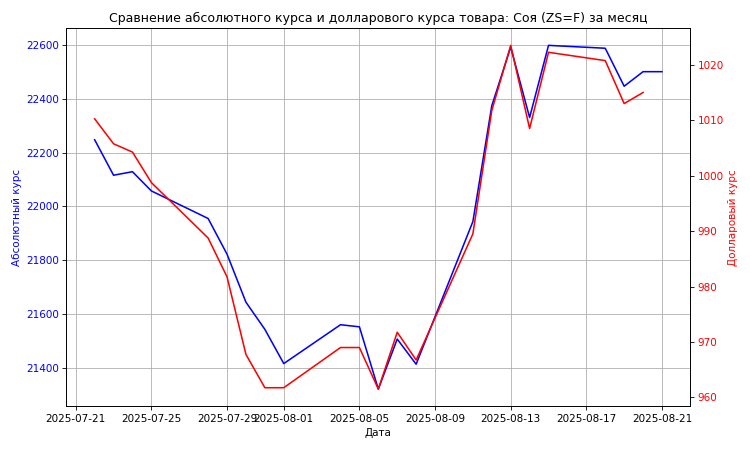 Сравнение абсолютного курса и долларового курса товара: Соя (ZS=F) за месяц
Абсолютный курс
22600
22400
22200
22000
21800
21600
21400
1020
1010
1000
990
980
970
960
Долларовый курс
2025-07-21 2025-07-25 2025-07-29 2025-08-01 2025-08-05 2025-08-09 2025-08-13 2025-08-17 2025-08-21
Дата